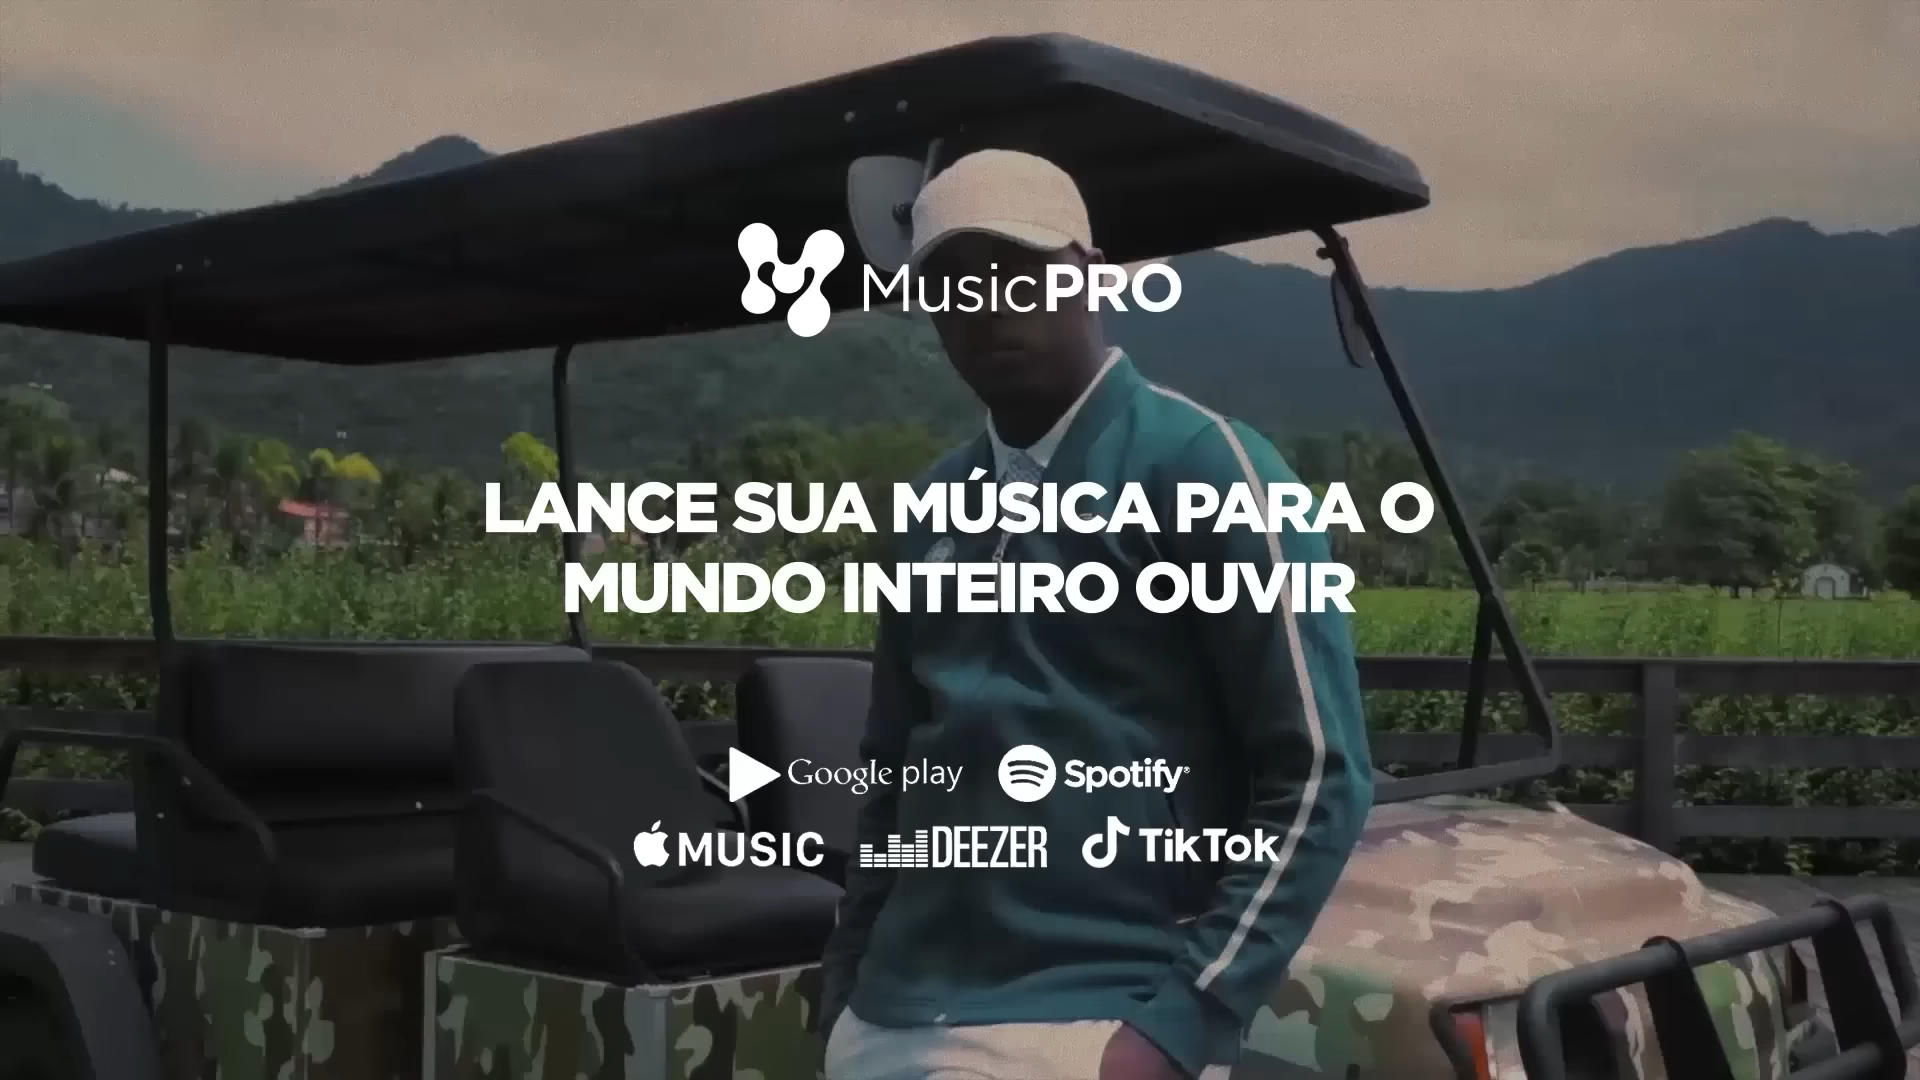 MusicPRO
LANCE SUA MÚSICA PARA O
MUNDO INTEIRO OUVIR
Google play Spotify
MUSIC DEEZER TikTok